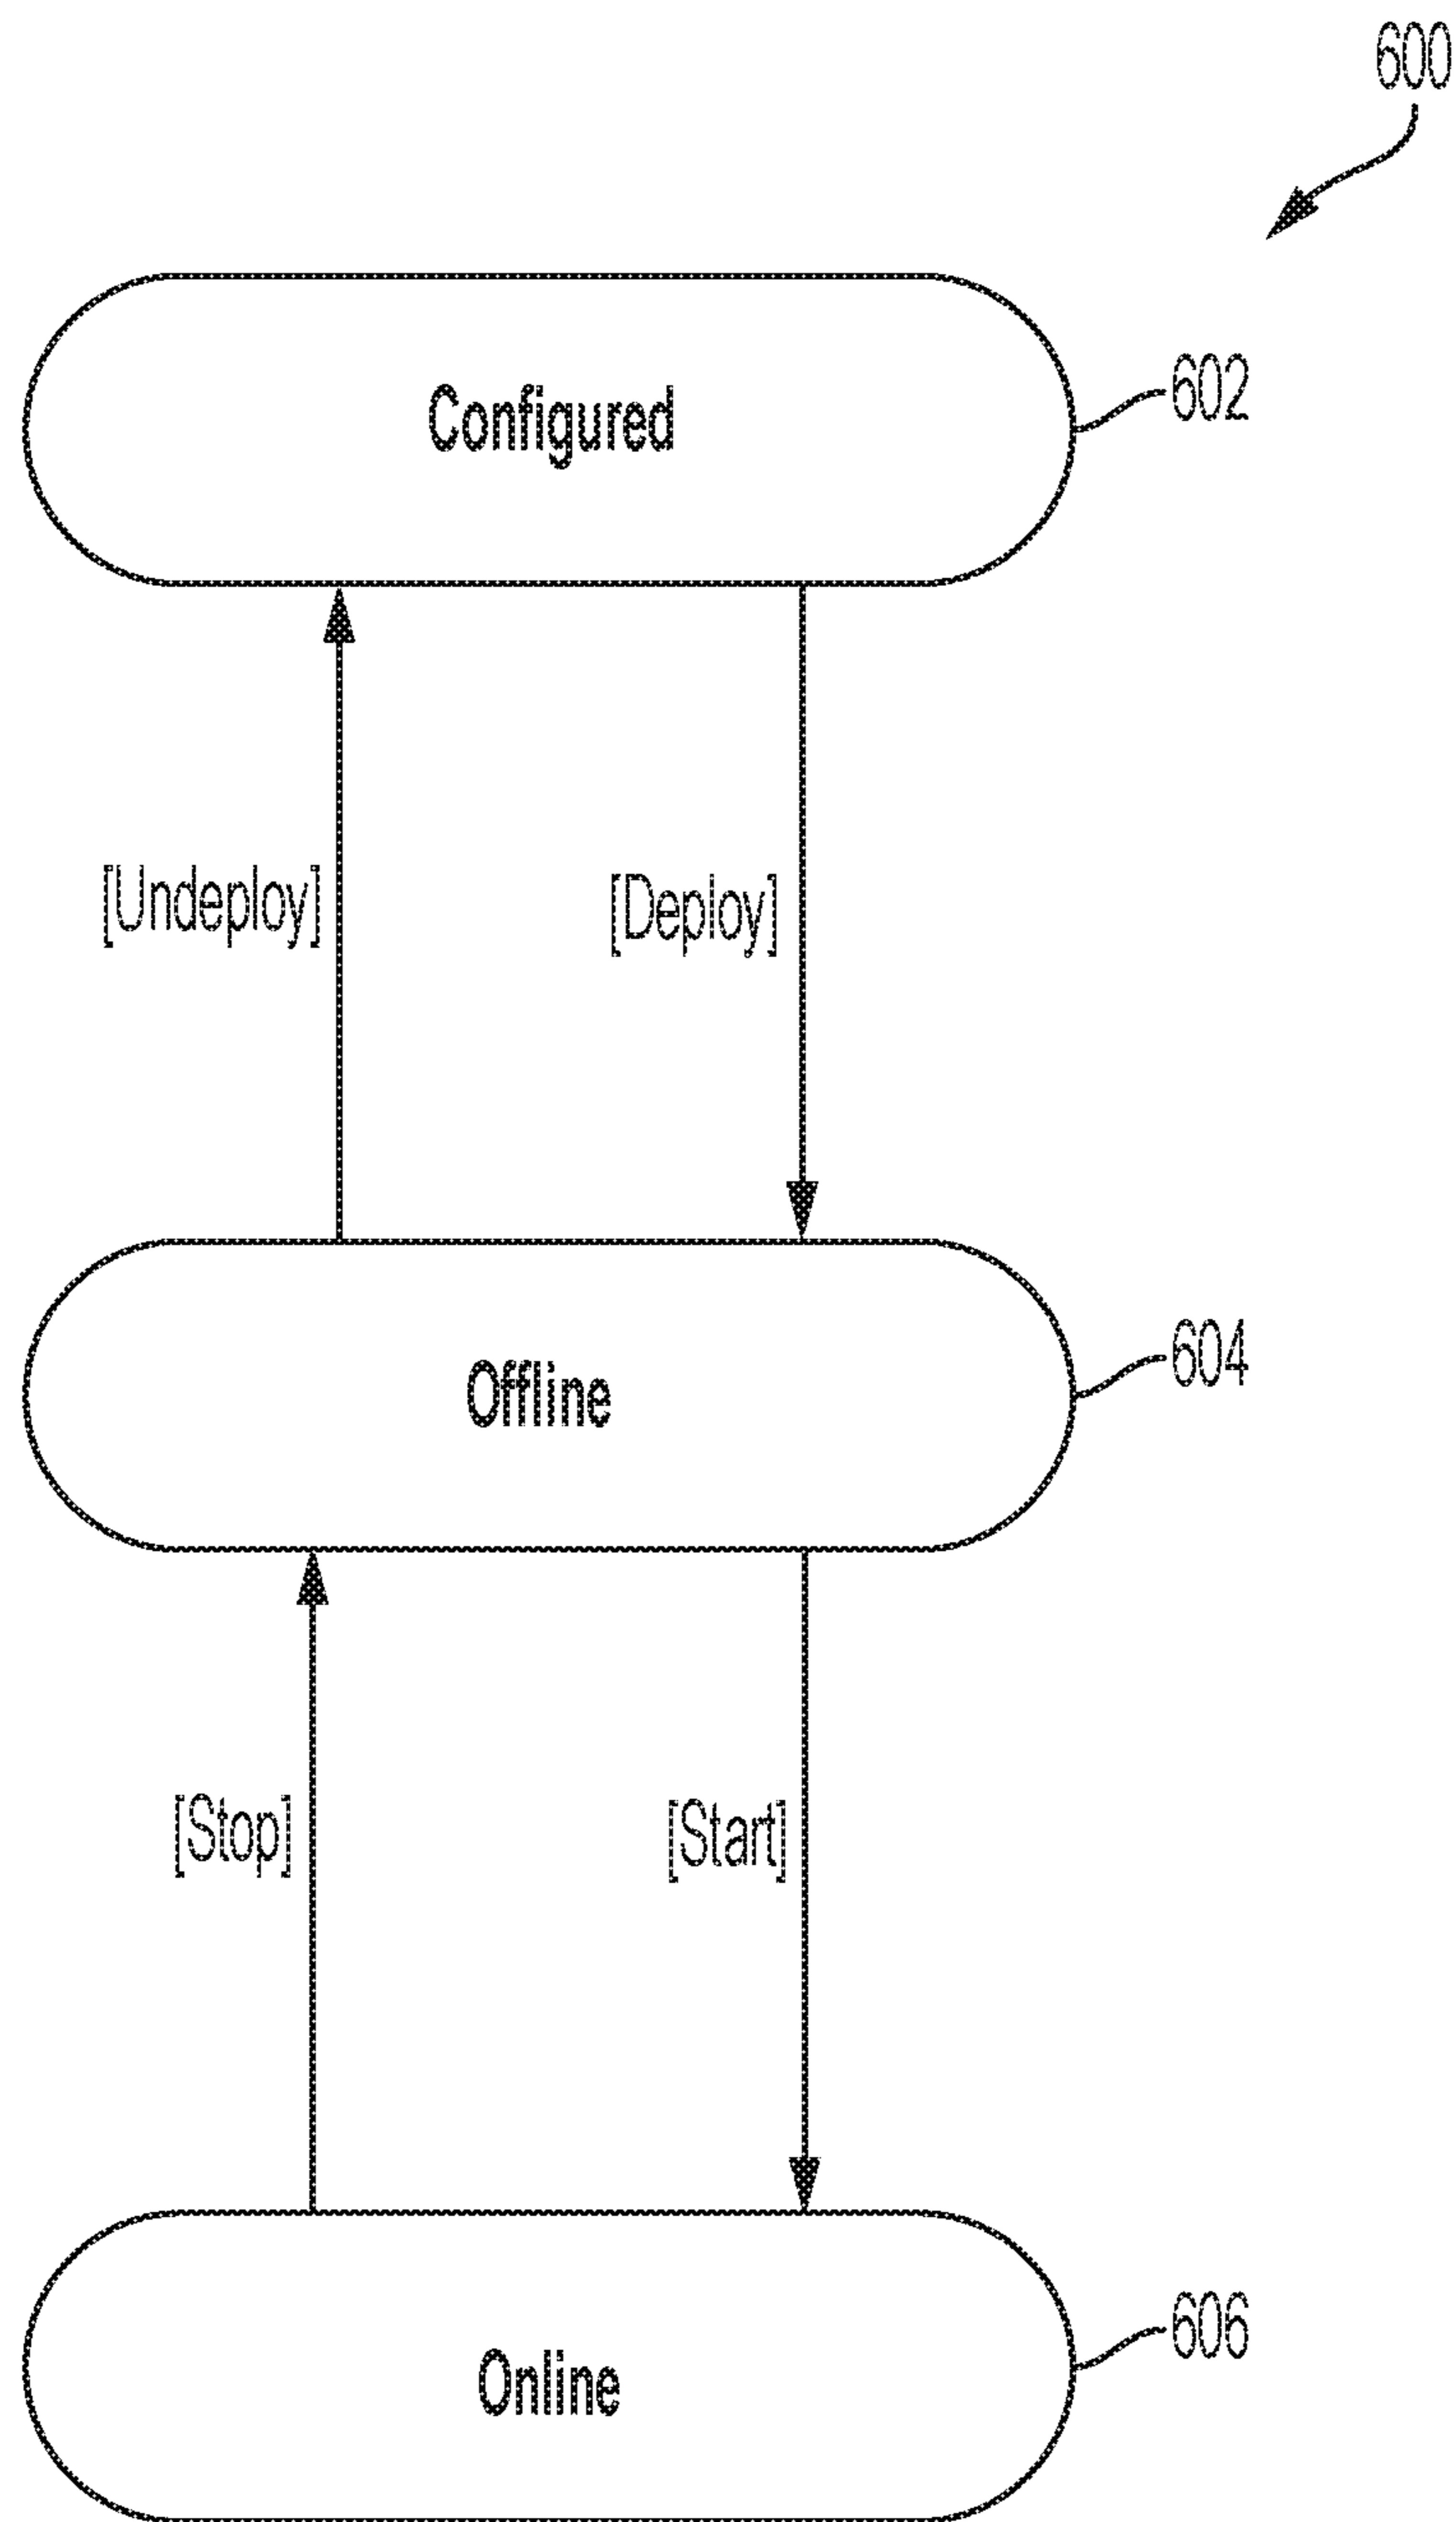 600
Configured
602
[Undeploy]
[Deploy]
Offline
604
[Stop]
[Start]
Online
606